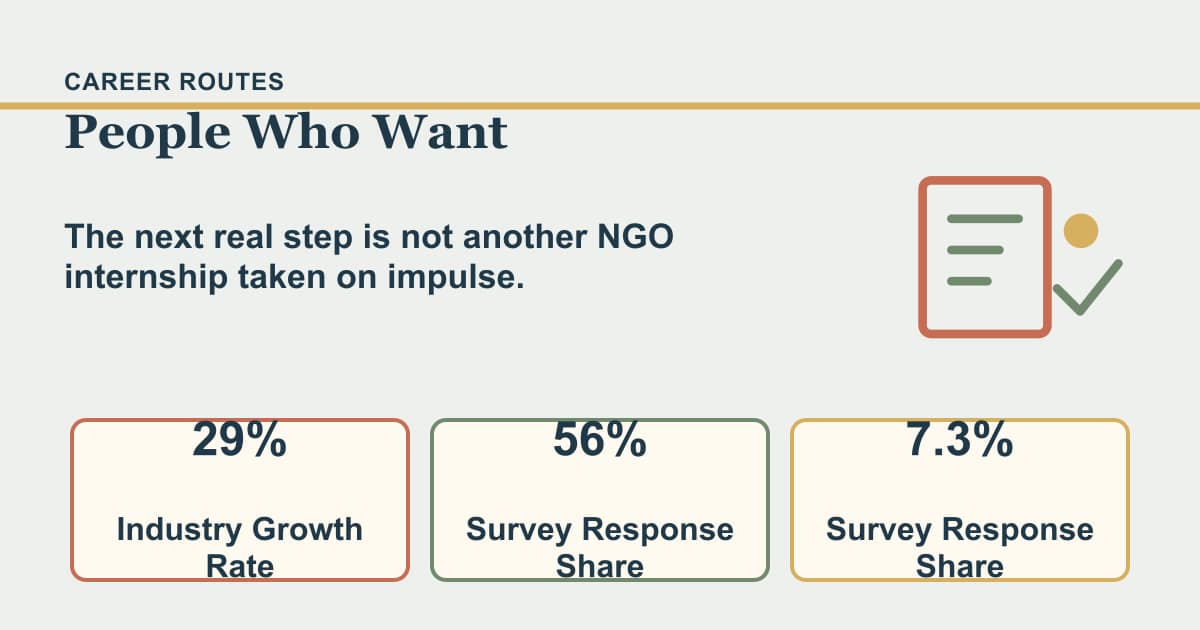 CAREER ROUTES
People Who Want
The next real step is not another NGO
internship taken on impulse.
29%
Industry Growth
Rate
56%
Survey Response
Share
7.3%
Survey Response
Share